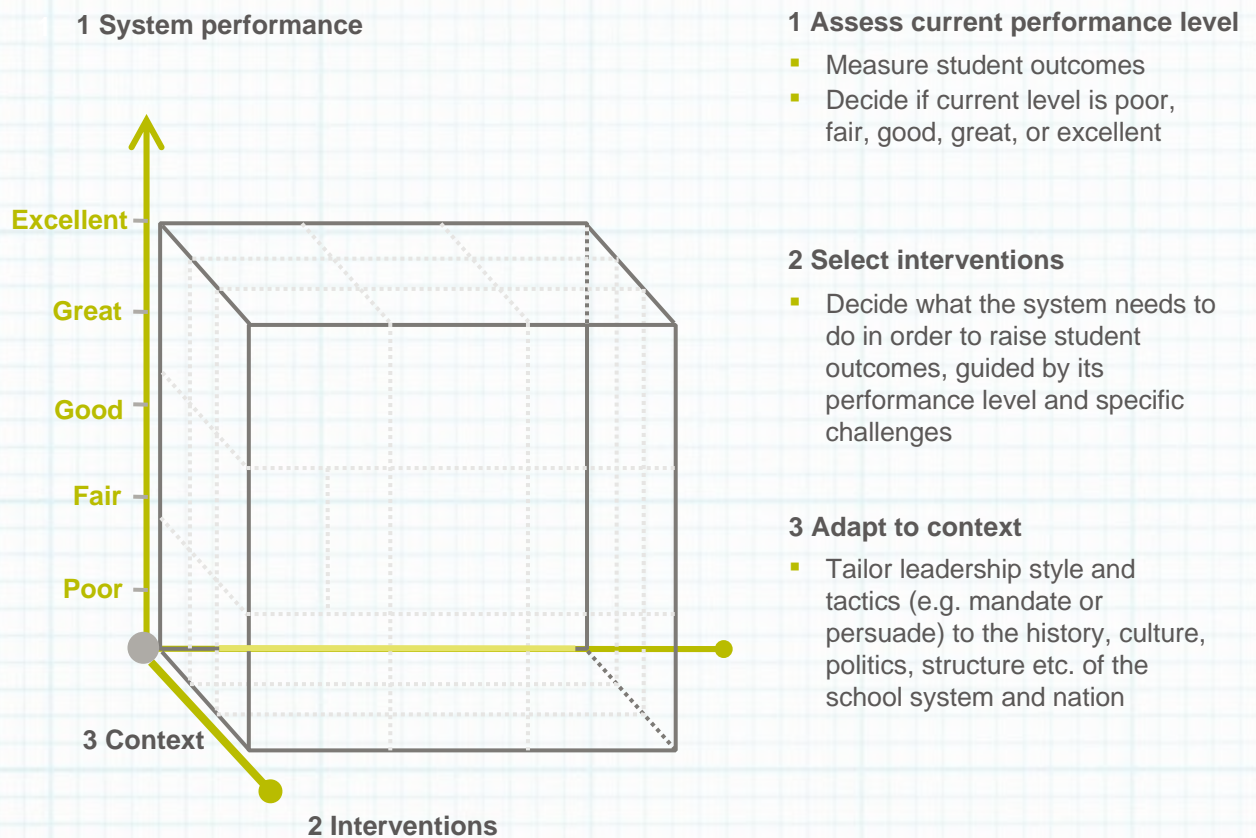 1 System performance
Excellent
Great
Good
Fair
Poor
3 Context
2 Interventions
1 Assess current performance level
▪ Measure student outcomes
▪ Decide if current level is poor,
fair, good, great, or excellent
2 Select interventions
▪ Decide what the system needs to
do in order to raise student
outcomes, guided by its
performance level and specific
challenges
3 Adapt to context
▪ Tailor leadership style and
tactics (e.g. mandate or
persuade) to the history, culture,
politics, structure etc. of the
school system and nation